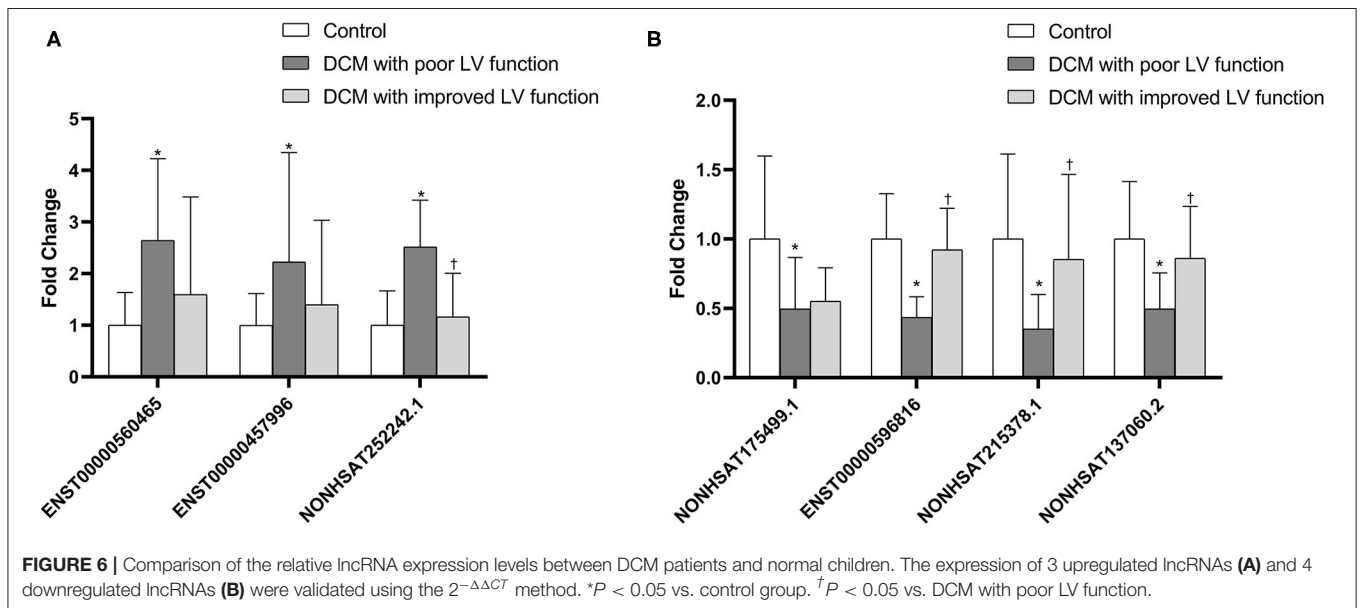 A
Control
DCM with poor LV function
DCM with improved LV function
Fold Change
5
4
3
2
1
0
*
*
*
†
ENST00000560465
ENST00000457996
NONHSAT252242.1
B
Control
DCM with poor LV function
DCM with improved LV function
Fold Change
2.0
1.5
1.0
0.5
0.0
*
*
†
*
†
*
†
NONHSAT175499.1
ENST00000596816
NONHSAT215378.1
NONHSAT137060.2
FIGURE 6 | Comparison of the relative lncRNA expression levels between DCM patients and normal children. The expression of 3 upregulated lncRNAs (A) and 4
downregulated lncRNAs (B) were validated using the 2−ΔΔCT method. *P < 0.05 vs. control group. †P < 0.05 vs. DCM with poor LV function.